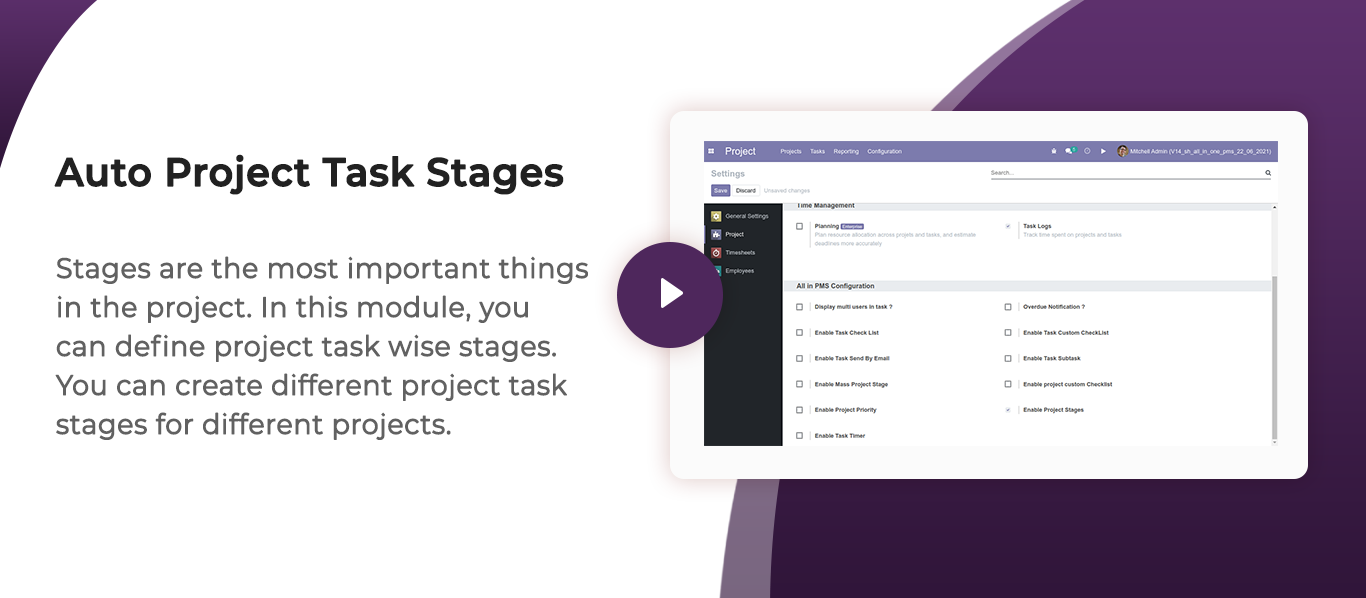 Auto Project Task Stages
Stages are the most important things
in the project. In this module, you
can define project task wise stages.
You can create different project task
stages for different projects.
Project Projects Tasks Reporting Configuration Mitchell Admin (V14_sh_all_in_one_pms_22_06_2021)
Settings Search...
Save Discard Unsaved changes
General Settings
Project
Timesheets
Employees
Time Management
Planning Enterprise
Plan resource allocation across projets and tasks, and estimate
deadlines more accurately
Task Logs
Track time spent on projects and tasks
All in PMS Configuration
Display multi users in task ? Overdue Notification ?
Enable Task Check List Enable Task Custom CheckList
Enable Task Send By Email Enable Task Subtask
Enable Mass Project Stage Enable project custom Checklist
Enable Project Priority Enable Project Stages
Enable Task Timer